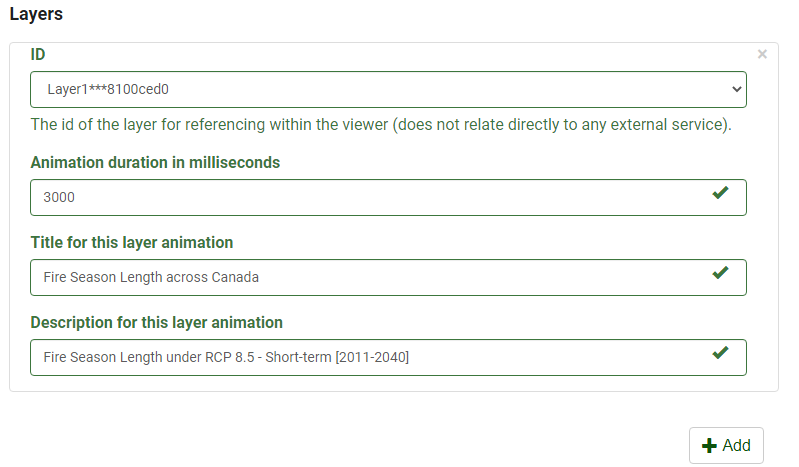 Layers
ID
×
Layer1***8100ced0
The id of the layer for referencing within the viewer (does not relate directly to any external service).
Animation duration in milliseconds
3000
Title for this layer animation
Fire Season Length across Canada
Description for this layer animation
Fire Season Length under RCP 8.5 - Short-term [2011-2040]
Add